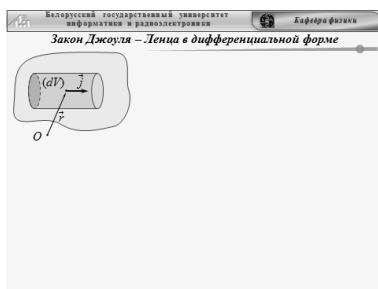 Белорусский государственный университет
информатики и радиоэлектроники
Кафедра физики
Закон Джоуля – Ленца в дифференциальной форме
(dV) j
r
O